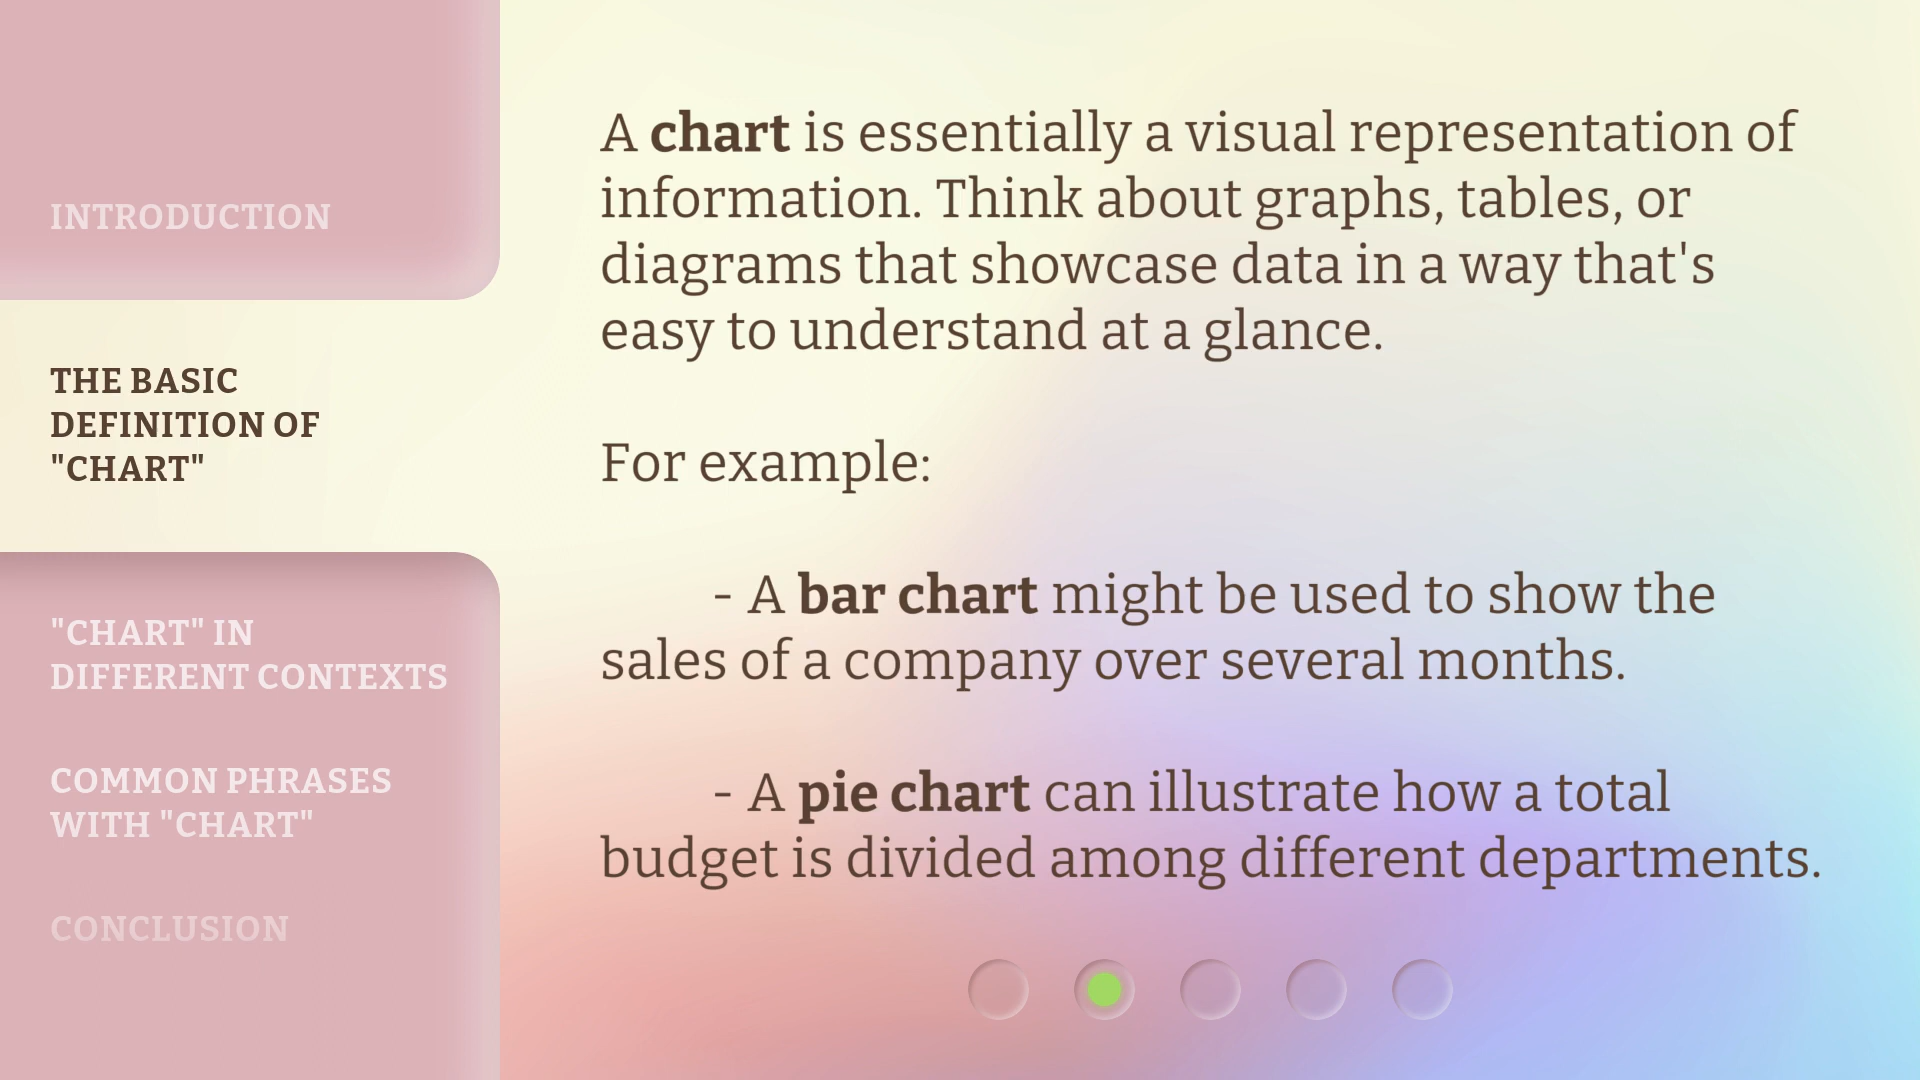 INTRODUCTION
THE BASIC
DEFINITION OF
"CHART"
"CHART" IN
DIFFERENT CONTEXTS
COMMON PHRASES
WITH "CHART"
CONCLUSION
A chart is essentially a visual representation of
information. Think about graphs, tables, or
diagrams that showcase data in a way that's
easy to understand at a glance.
For example:
- A bar chart might be used to show the
sales of a company over several months.
- A pie chart can illustrate how a total
budget is divided among different departments.